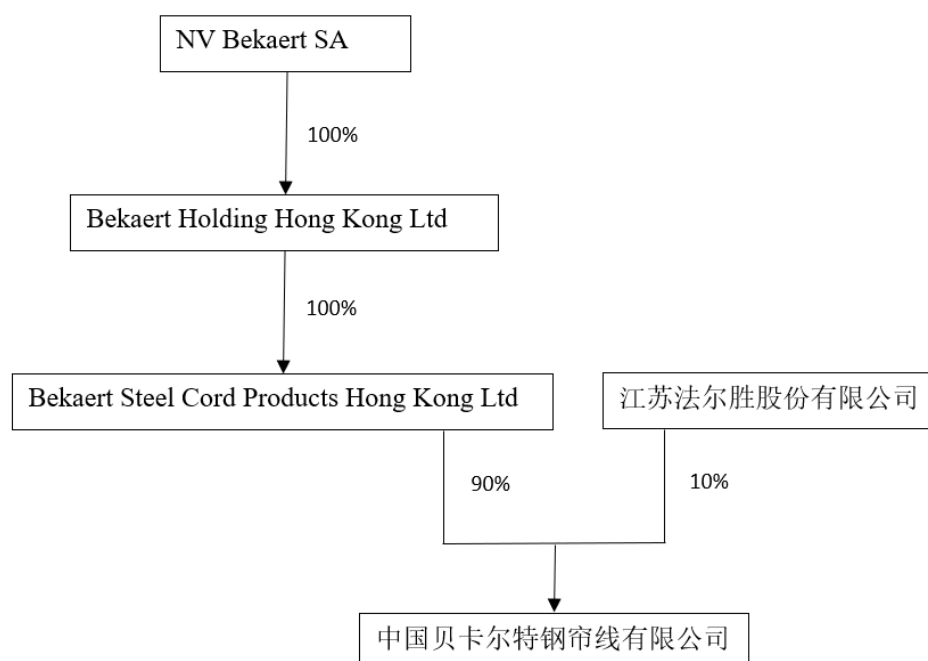 NV Bekaert SA
100%
Bekaert Holding Hong Kong Ltd
100%
Bekaert Steel Cord Products Hong Kong Ltd
江苏法尔胜股份有限公司
90%
10%
中国贝卡尔特钢帘线有限公司